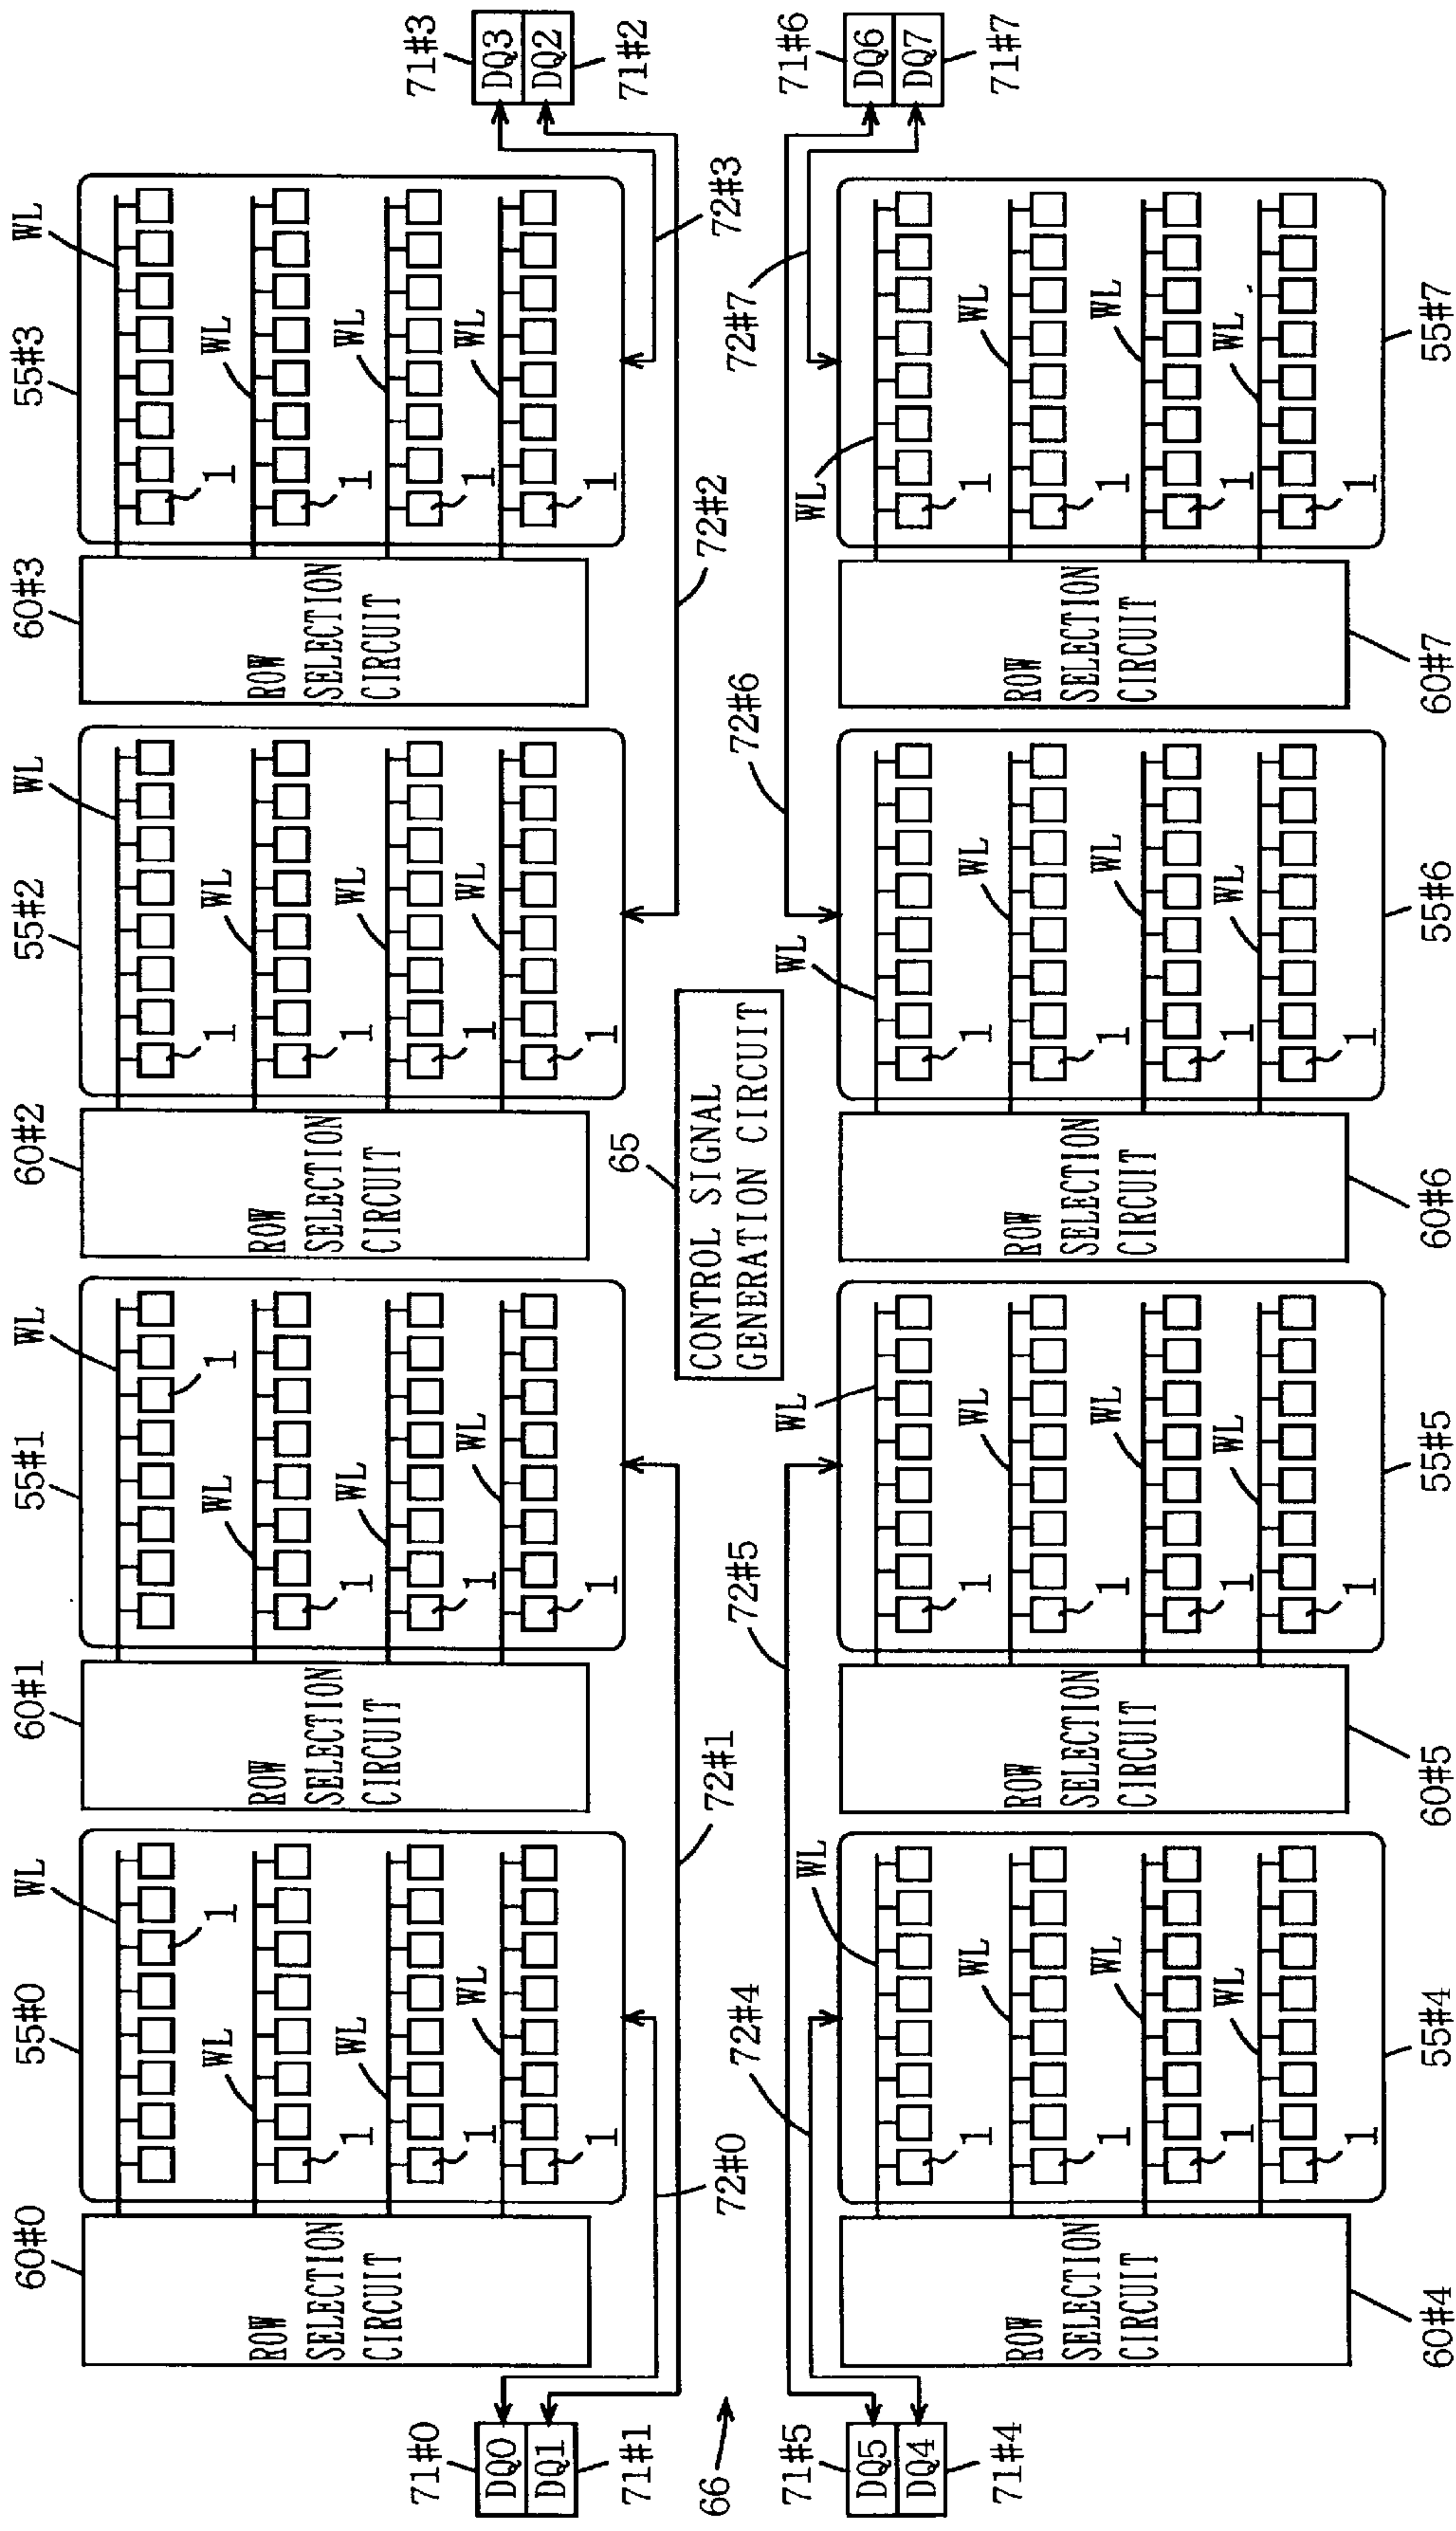 60#0
55#0
WL
60#1
55#1
WL
60#2
55#2
WL
60#3
55#3
WL
1
1
1
1
WL
WL
WL
WL
1
1
1
1
WL
WL
WL
WL
1
1
1
1
WL
WL
WL
WL
1
1
1
1
ROW
SELECTION
CIRCUIT
ROW
SELECTION
CIRCUIT
ROW
SELECTION
CIRCUIT
ROW
SELECTION
CIRCUIT
71#0
DQ0
DQ1
71#1
71#3
DQ3
DQ2
71#2
72#0
72#1
65
72#2
72#3
66
CONTROL SIGNAL
GENERATION CIRCUIT
72#4
72#5
72#6
72#7
71#5
DQ5
DQ4
71#4
71#6
DQ6
DQ7
71#7
WL
WL
WL
WL
1
1
1
1
WL
WL
WL
WL
1
1
1
1
WL
WL
WL
WL
1
1
1
1
WL
WL
WL
WL
1
1
1
1
ROW
SELECTION
CIRCUIT
ROW
SELECTION
CIRCUIT
ROW
SELECTION
CIRCUIT
ROW
SELECTION
CIRCUIT
60#4
55#4
60#5
55#5
60#6
55#6
60#7
55#7